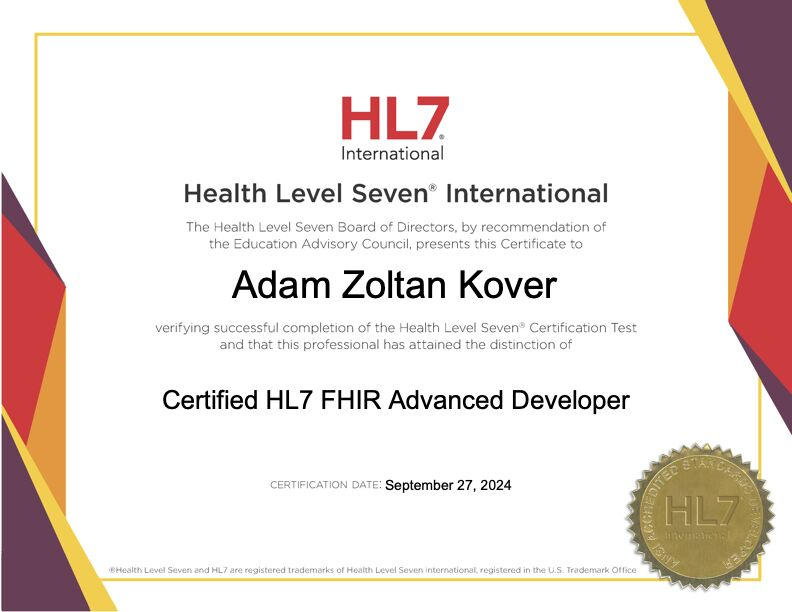 HL7®
International
Health Level Seven® International
The Health Level Seven Board of Directors, by recommendation of
the Education Advisory Council, presents this Certificate to
Adam Zoltan Kover
verifying successful completion of the Health Level Seven® Certification Test
and that this professional has attained the distinction of
Certified HL7 FHIR Advanced Developer
CERTIFICATION DATE: September 27, 2024
ANSI ACCREDITED STANDARDS DEVELOPER
HL7
International
®Health Level Seven and HL7 are registered trademarks of Health Level Seven International, registered in the U.S. Trademark Office